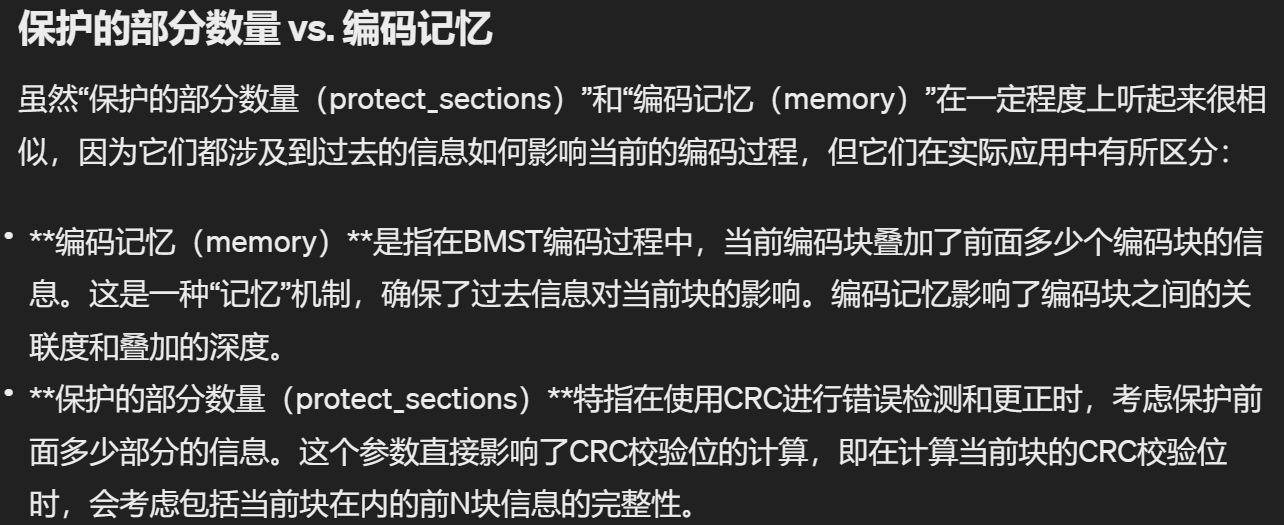 保护的部分数量 vs. 编码记忆
虽然“保护的部分数量（protect_sections）”和“编码记忆（memory）”在一定程度上听起来很相
似，因为它们都涉及到过去的信息如何影响当前的编码过程，但它们在实际应用中有所区分：
• **编码记忆（memory）**是指在BMST编码过程中，当前编码块叠加了前面多少个编码块的信
息。这是一种“记忆”机制，确保了过去信息对当前块的影响。编码记忆影响了编码块之间的关
联度和叠加的深度。
• **保护的部分数量（protect_sections）**特指在使用CRC进行错误检测和更正时，考虑保护前
面多少部分的信息。这个参数直接影响了CRC校验位的计算，即在计算当前块的CRC校验位
时，会考虑包括当前块在内的前N块信息的完整性。